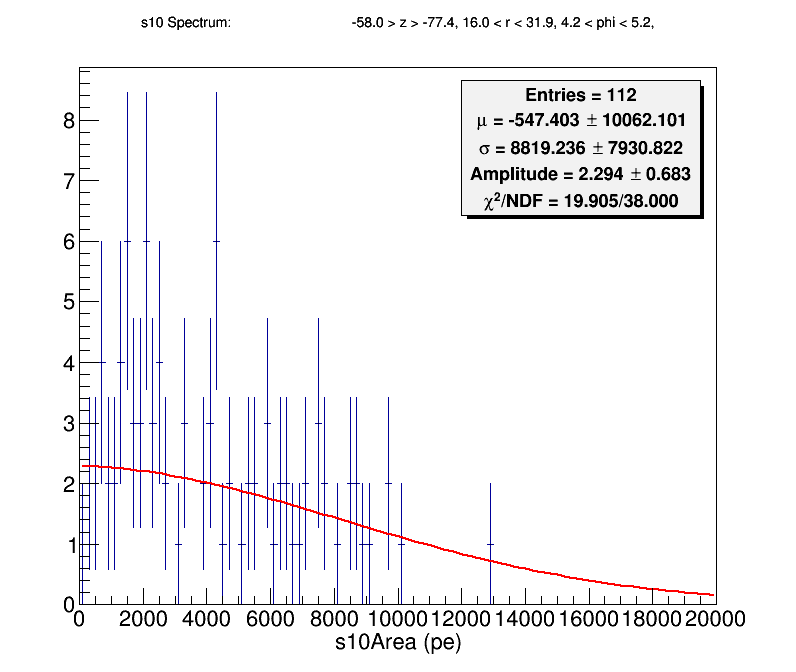 s10 Spectrum: -58.0 > z > -77.4, 16.0 < r < 31.9, 4.2 < phi < 5.2,
Entries = 112
μ = -547.403 ± 10062.101
σ = 8819.236 ± 7930.822
Amplitude = 2.294 ± 0.683
χ²/NDF = 19.905/38.000
8
7
6
5
4
3
2
1
0
0 2000 4000 6000 8000 10000 12000 14000 16000 18000 20000
s10Area (pe)